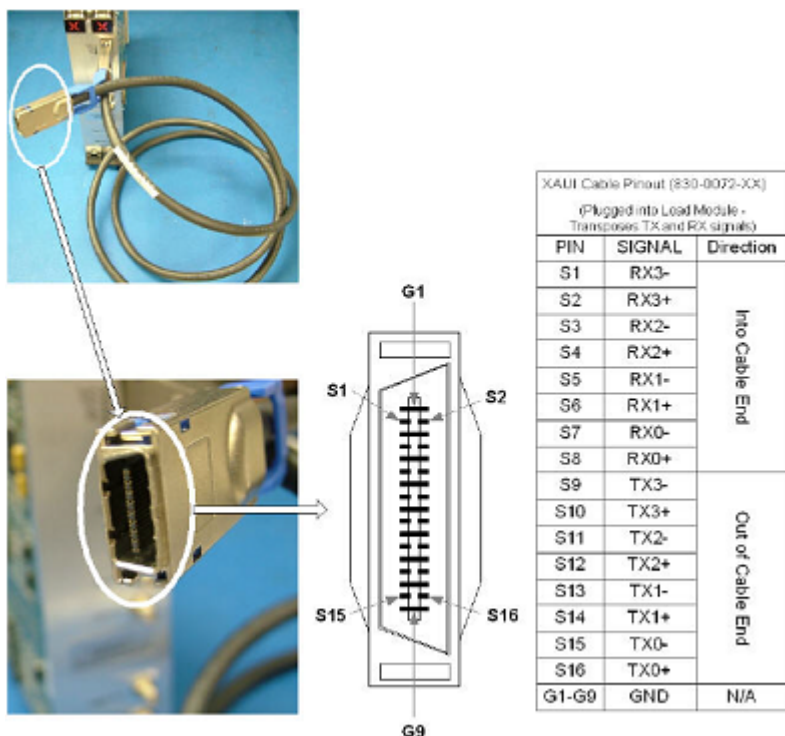 G1
S1
S2
S15
S16
G9
XAUI Cable Pinout (830-0072-XX)
(Plugged into Load Module -
Transposes TX and RX signals)
PIN SIGNAL Direction
S1 RX3-
S2 RX3+
S3 RX2-
S4 RX2+
S5 RX1-
S6 RX1+
S7 RX0-
S8 RX0+
Into Cable End
S9 TX3-
S10 TX3+
S11 TX2-
S12 TX2+
S13 TX1-
S14 TX1+
S15 TX0-
S16 TX0+
Out of Cable End
G1-G9 GND N/A